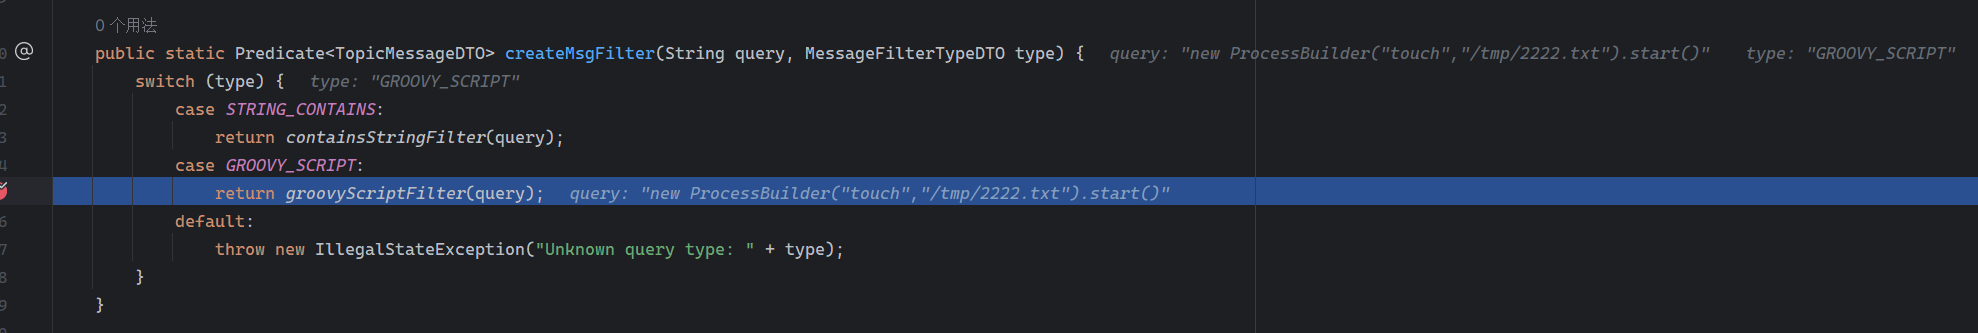 0 个用法
0 @ public static Predicate<TopicMessageDTO> createMsgFilter(String query, MessageFilterTypeDTO type) { query: "new ProcessBuilder("touch","/tmp/2222.txt").start()" type: "GROOVY_SCRIPT"
1 switch (type) { type: "GROOVY_SCRIPT"
2 case STRING_CONTAINS:
3 return containsStringFilter(query);
4 case GROOVY_SCRIPT:
return groovyScriptFilter(query); query: "new ProcessBuilder("touch","/tmp/2222.txt").start()"
6 default:
7 throw new IllegalStateException("Unknown query type: " + type);
8 }
9 }